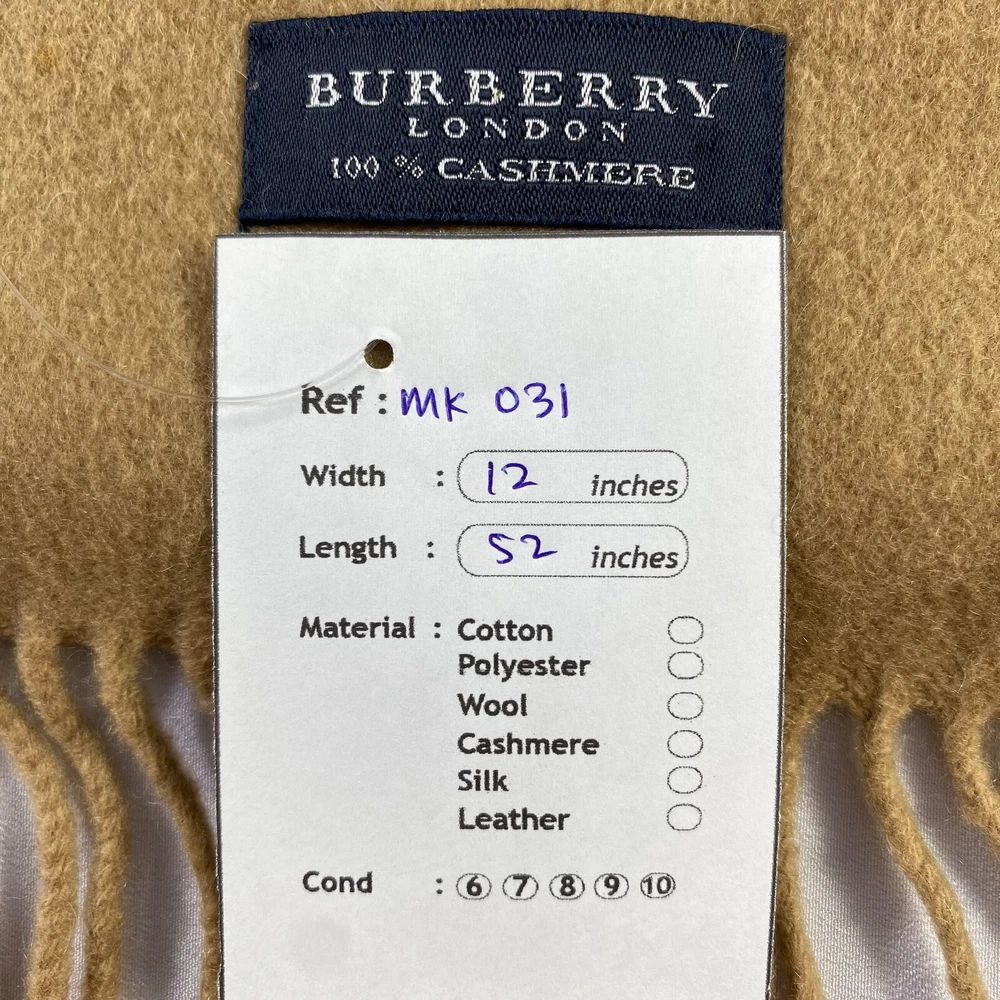 BURBERRY
LONDON
100 % CASHMERE
Ref : MK 031
Width : 12 inches
Length : 52 inches
Material : Cotton
Polyester
Wool
Cashmere
Silk
Leather
Cond : 6 7 8 9 10